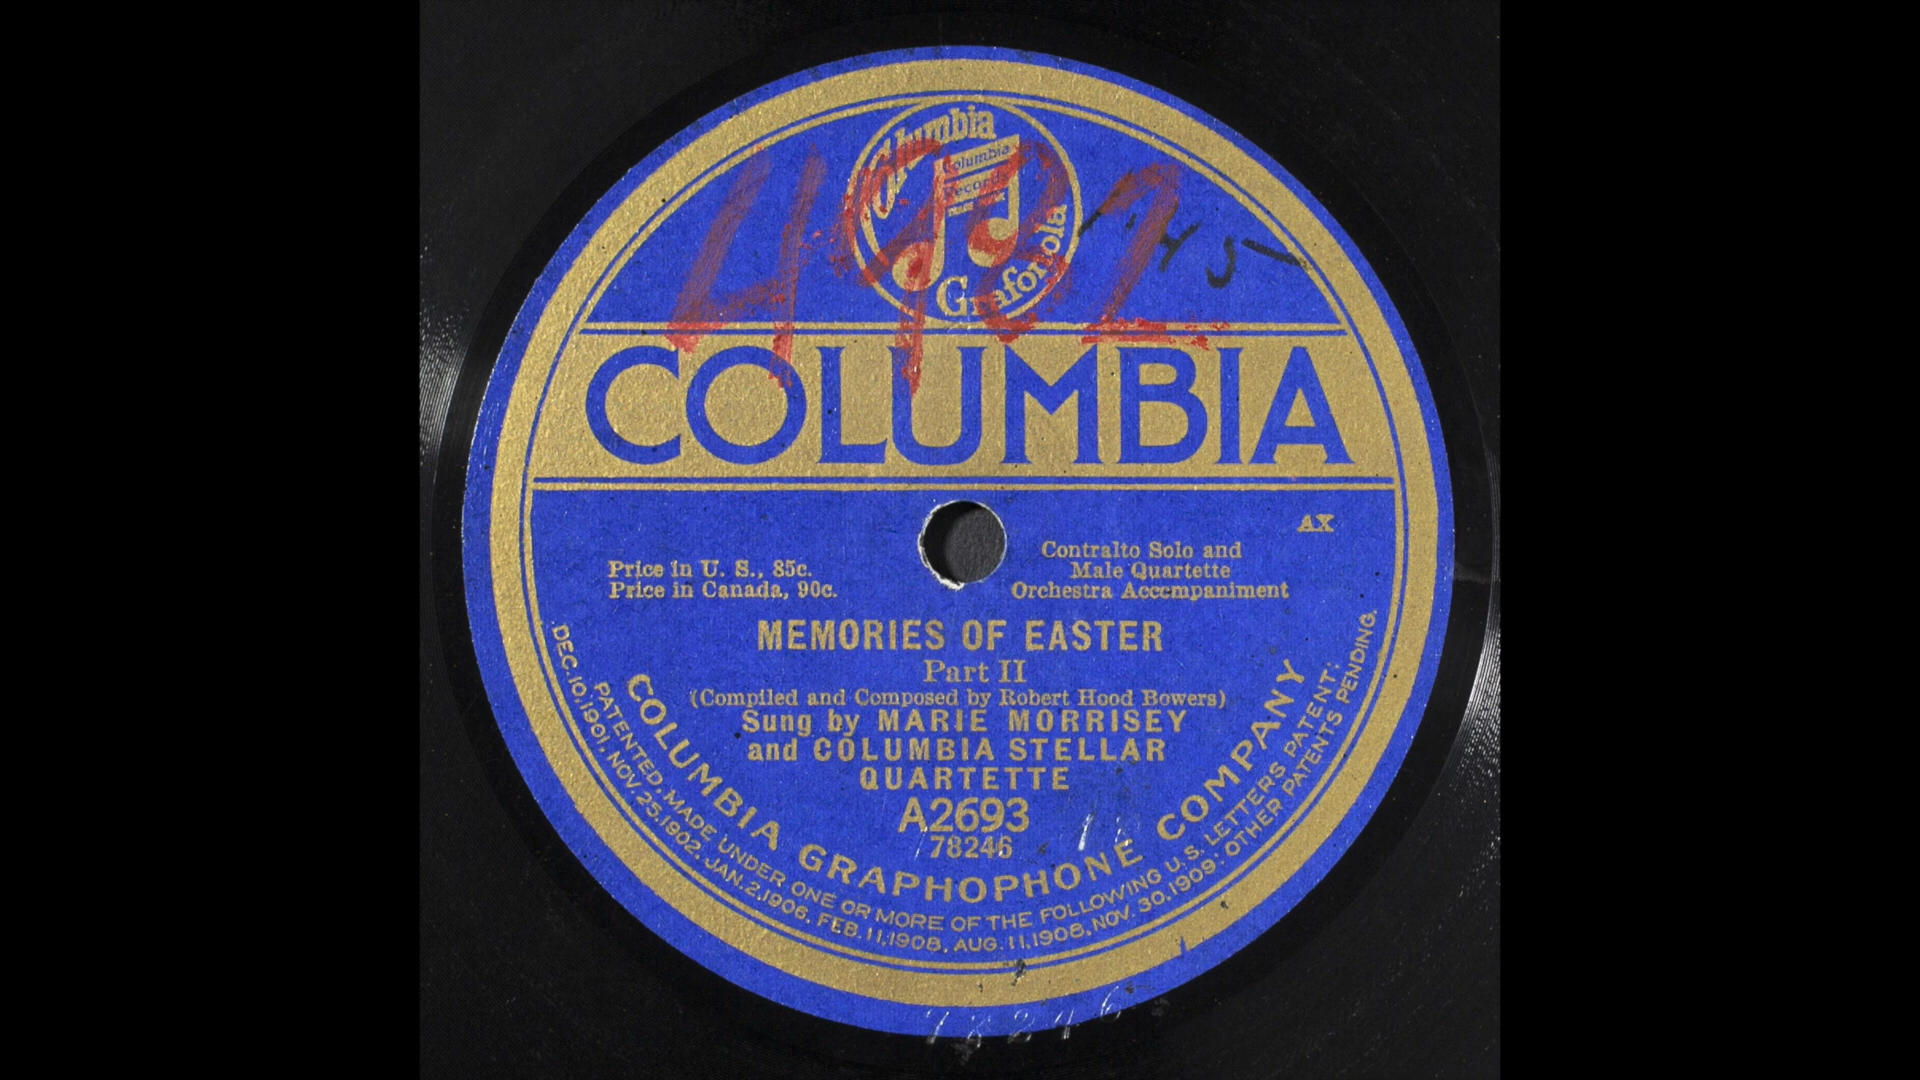 Columbia
Columbia
Records
Grafonola
4902
145
COLUMBIA
AX
Price in U. S., 85c.
Price in Canada, 90c.
Contralto Solo and
Male Quartette
Orchestra Accompaniment
MEMORIES OF EASTER
Part II
(Compiled and Composed by Robert Hood Bowers)
Sung by MARIE MORRISEY
and COLUMBIA STELLAR
QUARTETTE
A2693
78246
COLUMBIA GRAPHOPHONE COMPANY
PATENTED, MADE UNDER ONE OR MORE OF THE FOLLOWING U.S. LETTERS PATENT:
DEC.10,1901, NOV.25,1902, JAN.2,1906, FEB.11,1908, AUG.11,1908, NOV.30,1909: OTHER PATENTS PENDING.
78246